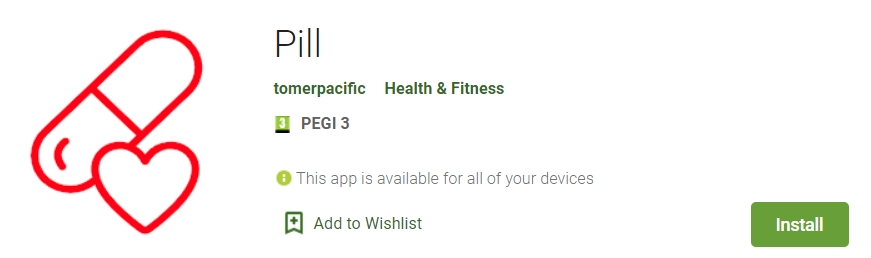 Pill
tomerpacific Health & Fitness
3 PEGI 3
This app is available for all of your devices
Add to Wishlist
Install